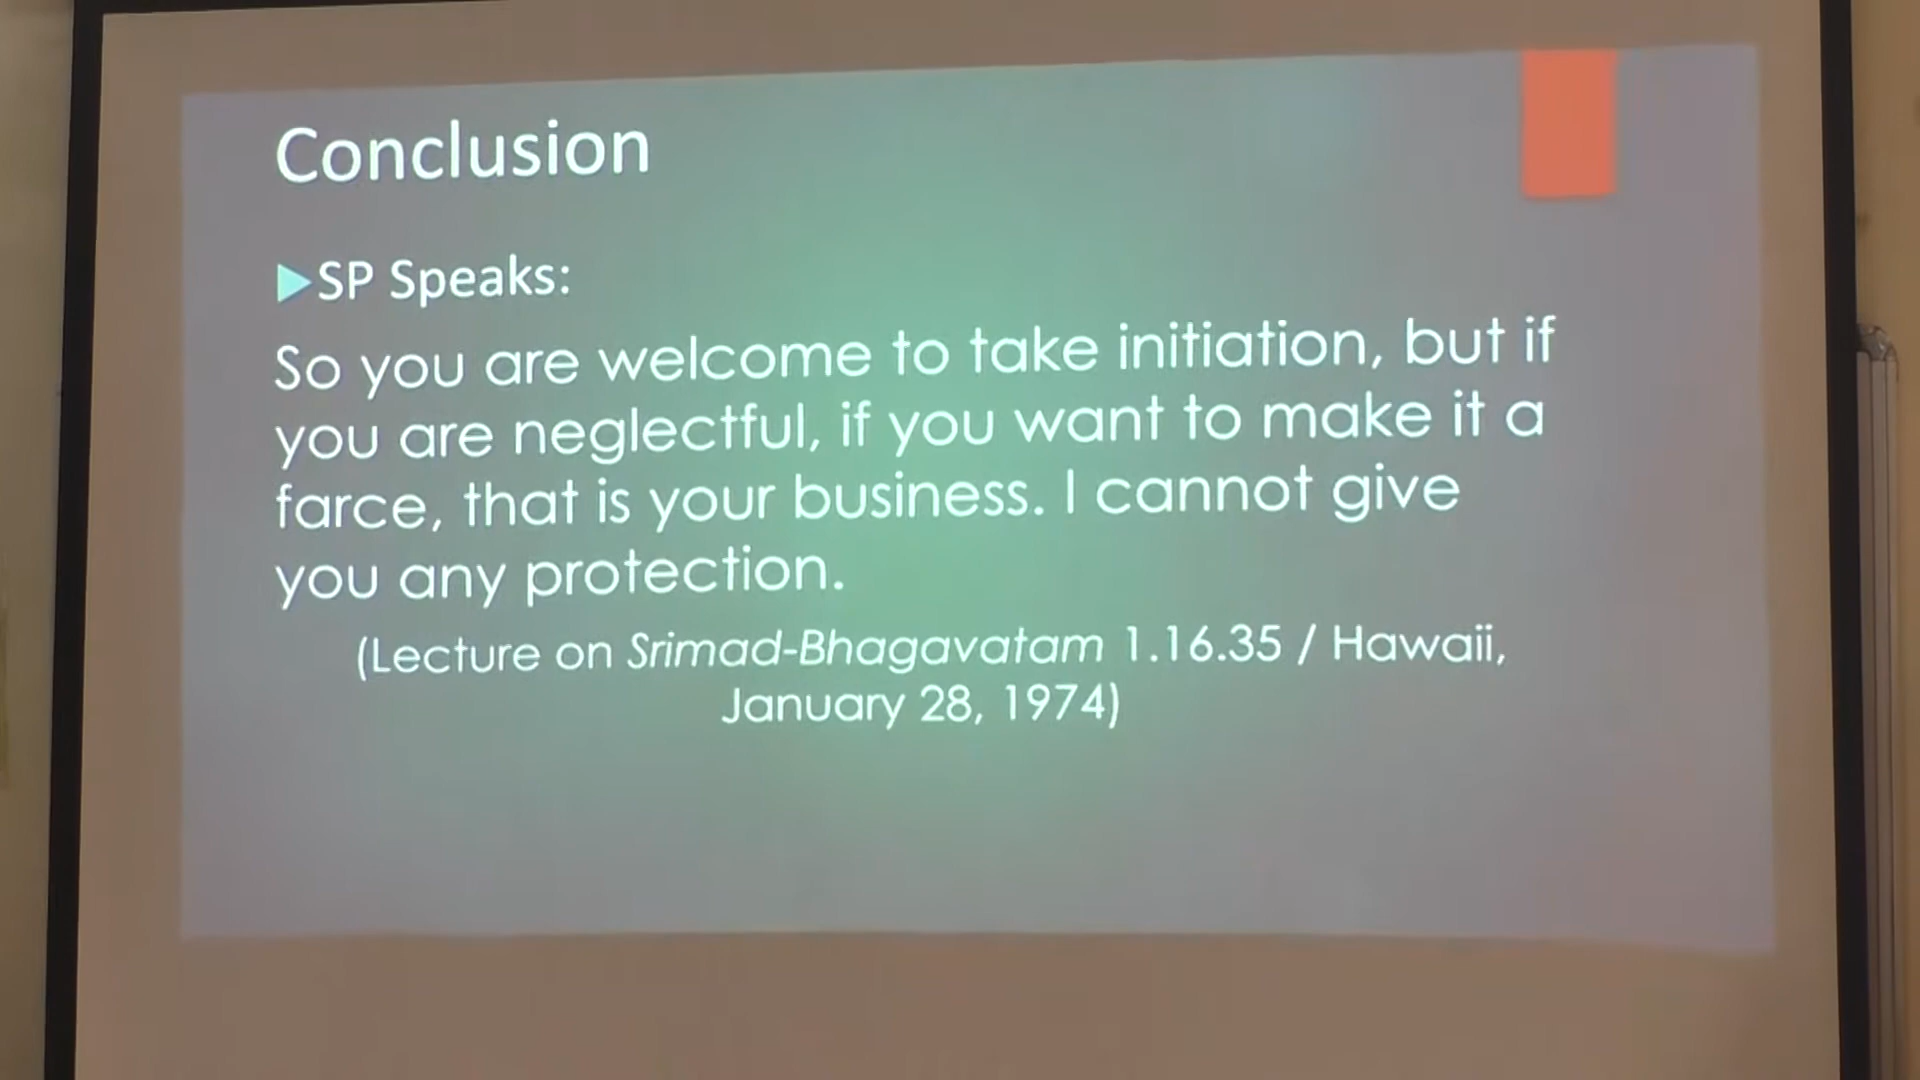 Conclusion
SP Speaks:
So you are welcome to take initiation, but if
you are neglectful, if you want to make it a
farce, that is your business. I cannot give
you any protection.
(Lecture on Srimad-Bhagavatam 1.16.35 / Hawaii,
January 28, 1974)